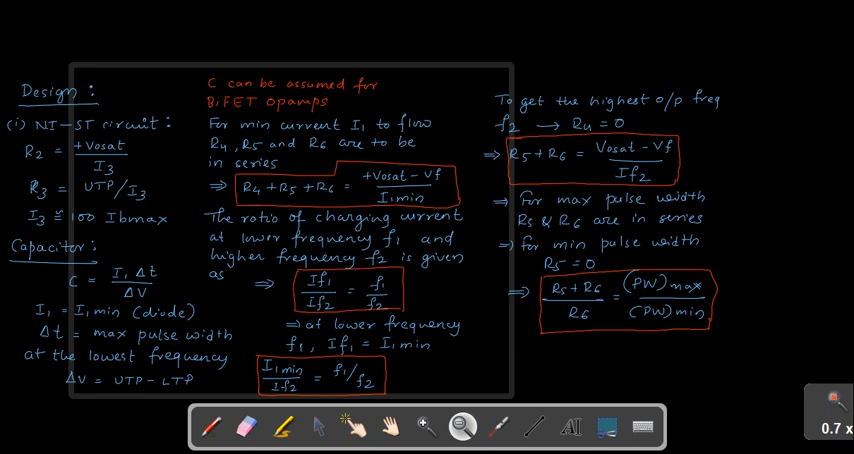 Design :
(i) NI-ST circuit :
R2 = +Vosat / I3
R3 = UTP/I3
I3 ≅ 100 Ibmax
Capacitor :
C = I1 Δt / ΔV
I1 = I1 min (diode)
Δt = max pulse width
at the lowest frequency
ΔV = UTP - LTP
C can be assumed for
BiFET opamps
For min current I1 to flow
R4, R5 and R6 are to be
in series
⇒ R4 + R5 + R6 = +Vosat - Vf / I1min
The ratio of charging current
at lower frequency f1 and
higher frequency f2 is given
as ⇒ If1 / If2 = f1 / f2
⇒ at lower frequency
f1, If1 = I1 min
I1 min / If2 = f1/f2
To get the highest o/p freq
f2 → R4 = 0
⇒ R5 + R6 = Vosat - Vf / If2
⇒ For max pulse width
R5 & R6 are in series
⇒ for min pulse width
R5 = 0
⇒ R5 + R6 / R6 = (PW) max / (PW) min
AI
0.7 x